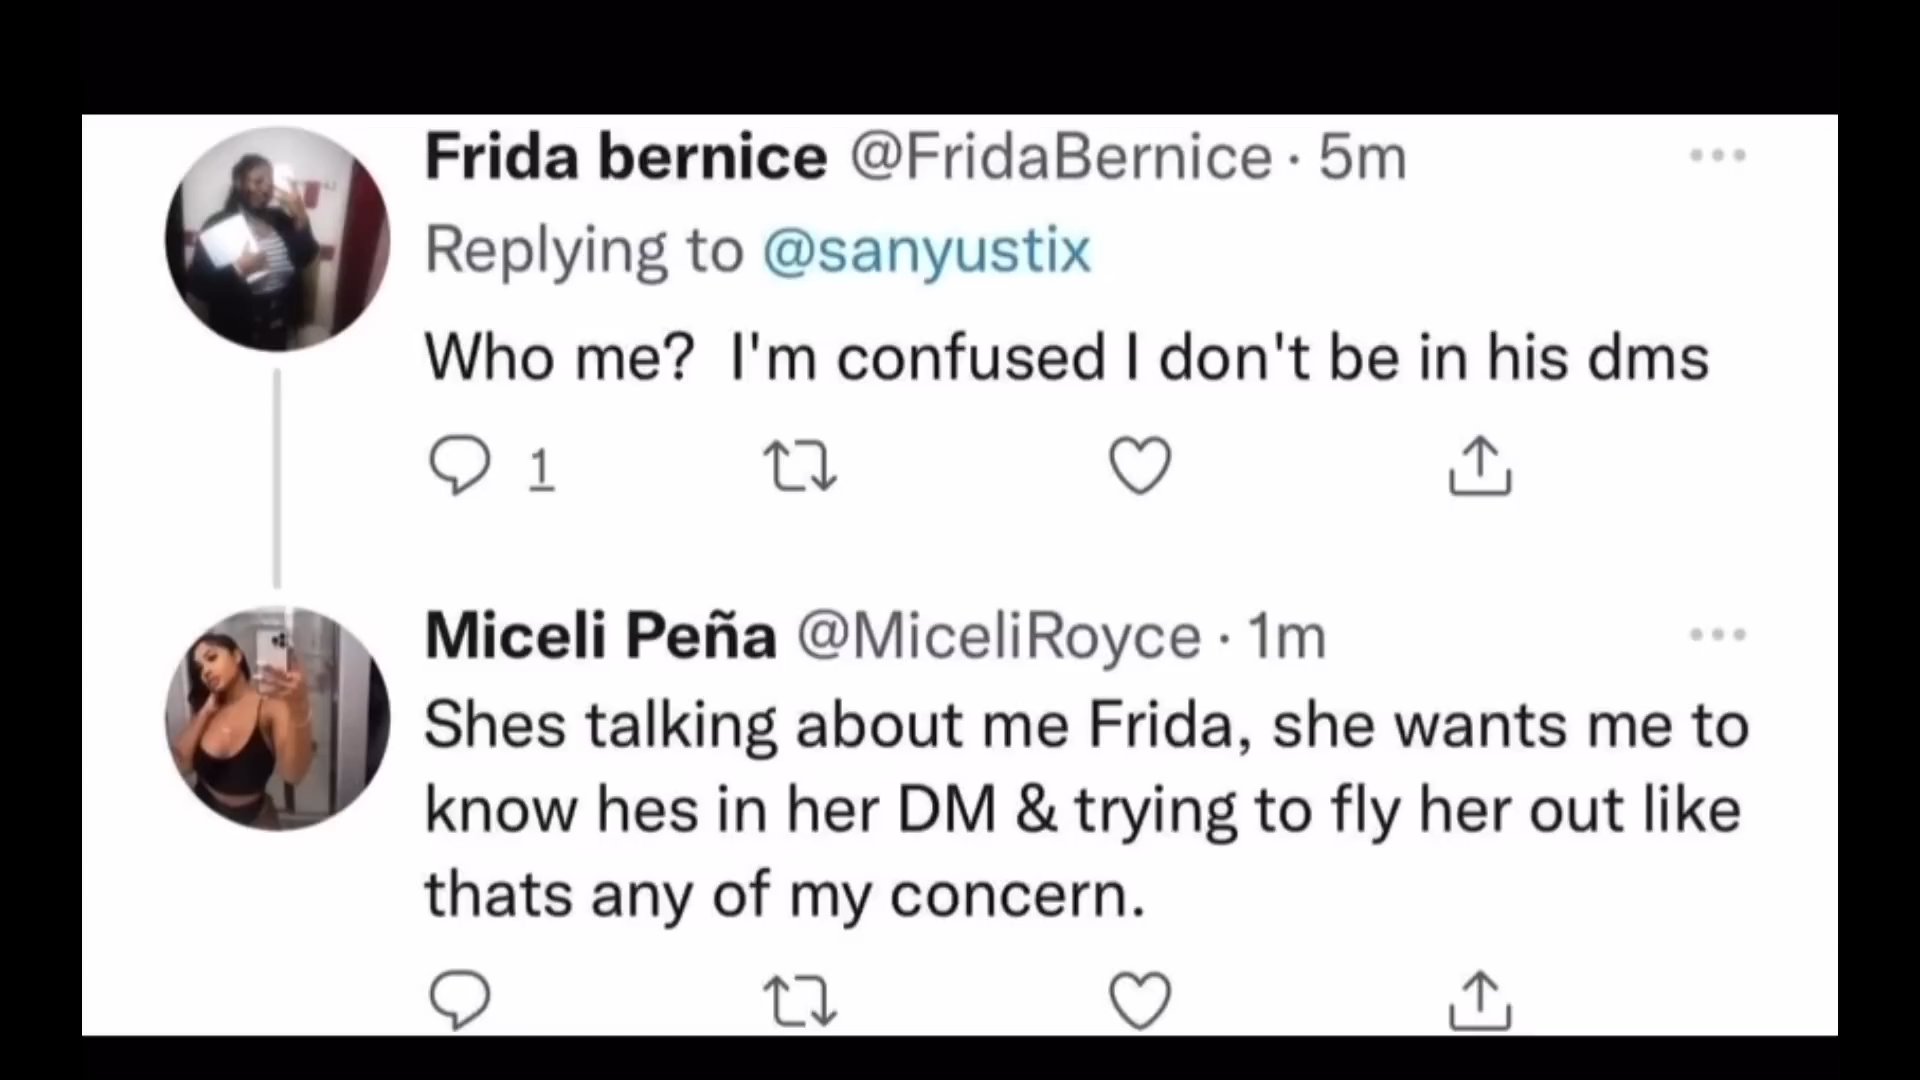 Frida bernice @FridaBernice · 5m
Replying to @sanyustix
Who me?  I'm confused I don't be in his dms
1
Miceli Peña @MiceliRoyce · 1m
Shes talking about me Frida, she wants me to
know hes in her DM & trying to fly her out like
thats any of my concern.